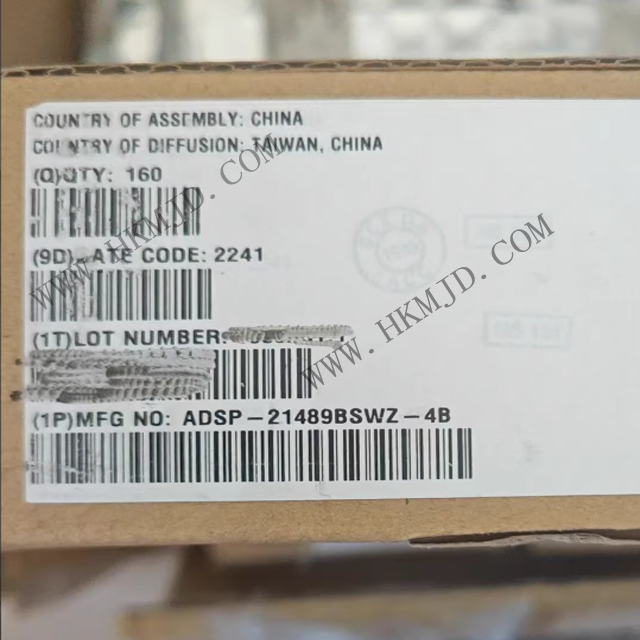 COUNTRY OF ASSEMBLY: CHINA
COUNTRY OF DIFFUSION: TAIWAN, CHINA
(Q)QTY: 160
(9D) ATE CODE: 2241
(1T)LOT NUMBER:
(1P)MFG NO: ADSP-21489BSWZ-4B
WWW.HKMJD.COM
WWW.HKMJD.COM